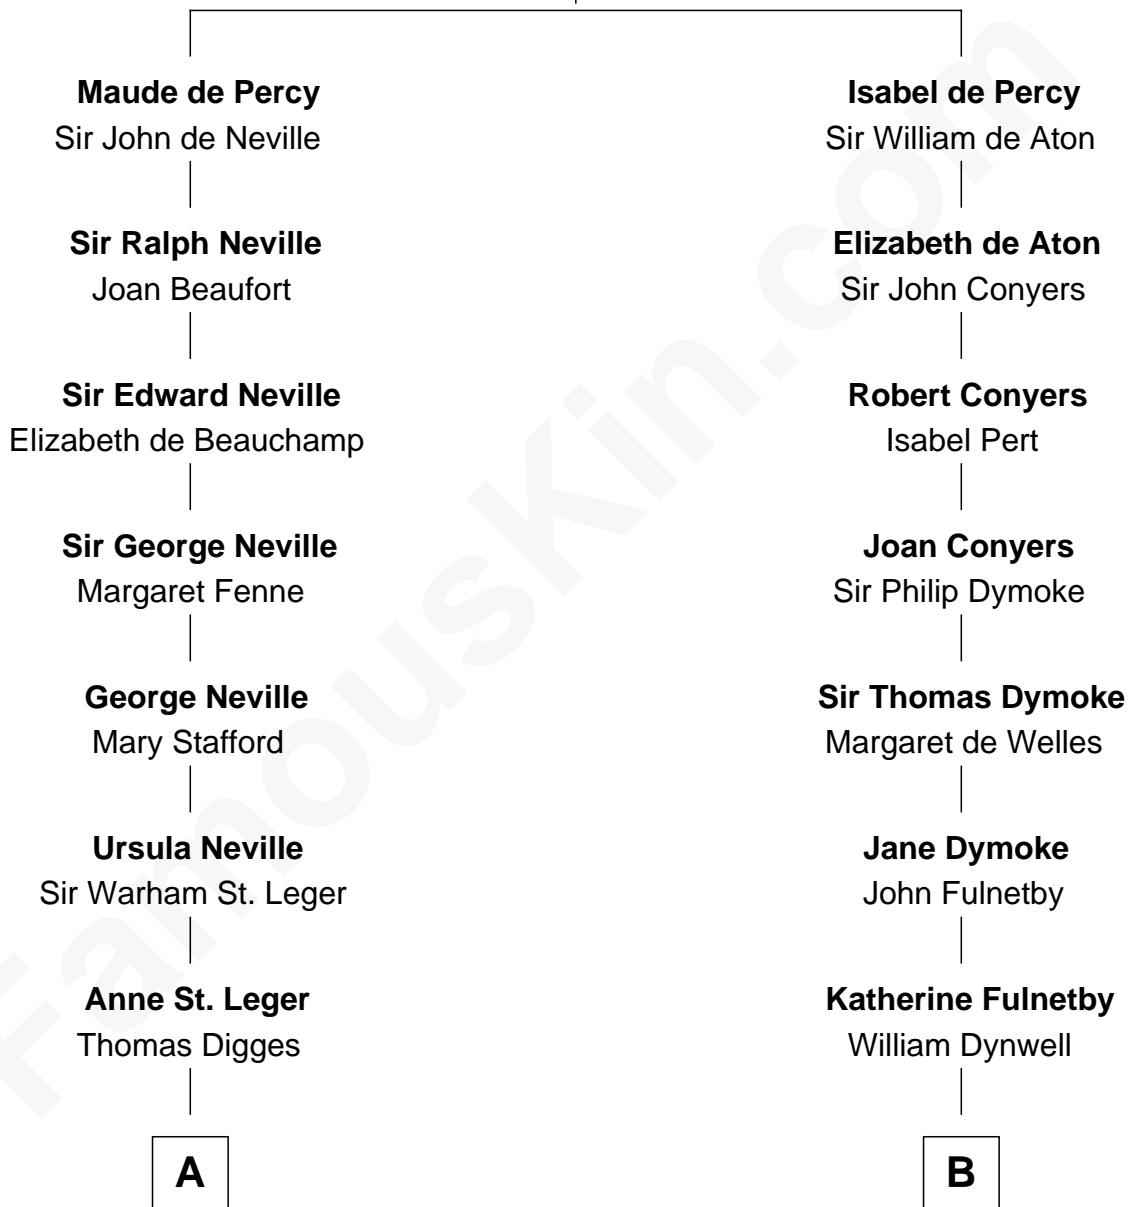 Maude de Percy
Sir John de Neville
Sir Ralph Neville
Joan Beaufort
Sir Edward Neville
Elizabeth de Beauchamp
Sir George Neville
Margaret Fenne
George Neville
Mary Stafford
Ursula Neville
Sir Warham St. Leger
Anne St. Leger
Thomas Digges
A
Isabel de Percy
Sir William de Aton
Elizabeth de Aton
Sir John Conyers
Robert Conyers
Isabel Pert
Joan Conyers
Sir Philip Dymoke
Sir Thomas Dymoke
Margaret de Welles
Jane Dymoke
John Fulnetby
Katherine Fulnetby
William Dynwell
B
FamousKin.com